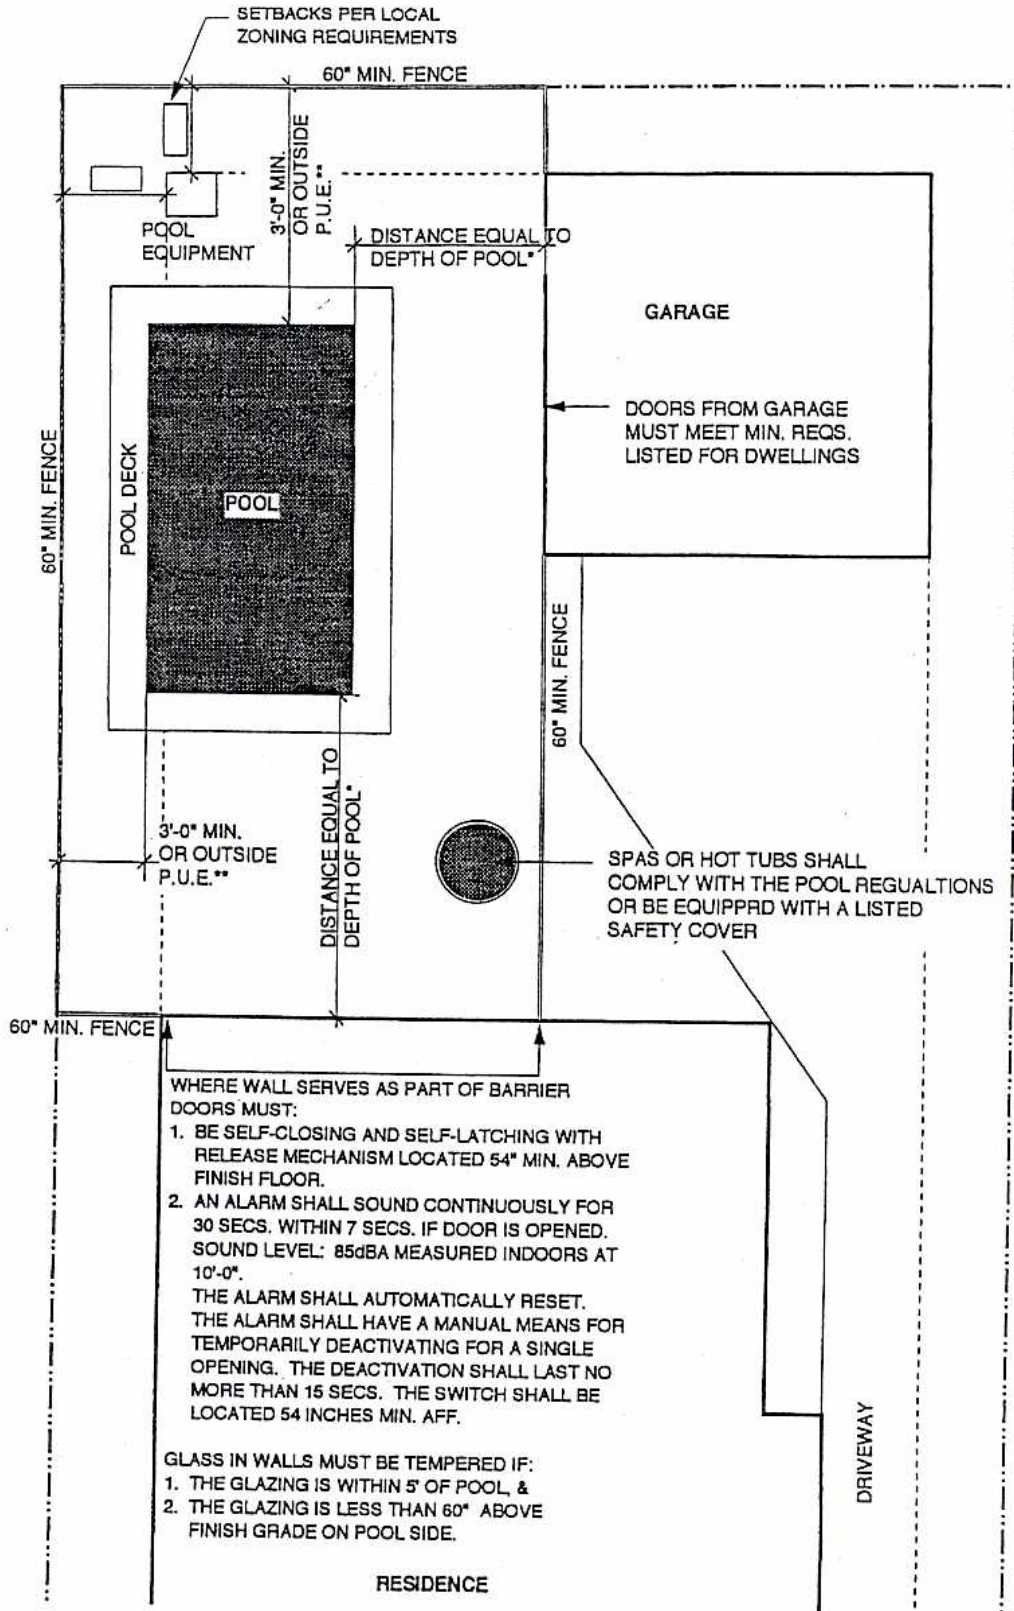 SETBACKS PER LOCAL
ZONING REQUIREMENTS
60" MIN. FENCE
3'-0" MIN.
OR OUTSIDE
P.U.E.**
POOL
EQUIPMENT
DISTANCE EQUAL TO
DEPTH OF POOL*
GARAGE
DOORS FROM GARAGE
MUST MEET MIN. REQS.
LISTED FOR DWELLINGS
60" MIN. FENCE
POOL DECK
POOL
60" MIN. FENCE
3'-0" MIN.
OR OUTSIDE
P.U.E.**
DISTANCE EQUAL TO
DEPTH OF POOL*
SPAS OR HOT TUBS SHALL
COMPLY WITH THE POOL REGUALTIONS
OR BE EQUIPPRD WITH A LISTED
SAFETY COVER
60" MIN. FENCE
WHERE WALL SERVES AS PART OF BARRIER
DOORS MUST:
1. BE SELF-CLOSING AND SELF-LATCHING WITH
RELEASE MECHANISM LOCATED 54" MIN. ABOVE
FINISH FLOOR.
2. AN ALARM SHALL SOUND CONTINUOUSLY FOR
30 SECS. WITHIN 7 SECS. IF DOOR IS OPENED.
SOUND LEVEL: 85dBA MEASURED INDOORS AT
10'-0".
THE ALARM SHALL AUTOMATICALLY RESET.
THE ALARM SHALL HAVE A MANUAL MEANS FOR
TEMPORARILY DEACTIVATING FOR A SINGLE
OPENING. THE DEACTIVATION SHALL LAST NO
MORE THAN 15 SECS. THE SWITCH SHALL BE
LOCATED 54 INCHES MIN. AFF.
GLASS IN WALLS MUST BE TEMPERED IF:
1. THE GLAZING IS WITHIN 5' OF POOL, &
2. THE GLAZING IS LESS THAN 60" ABOVE
FINISH GRADE ON POOL SIDE.
DRIVEWAY
RESIDENCE